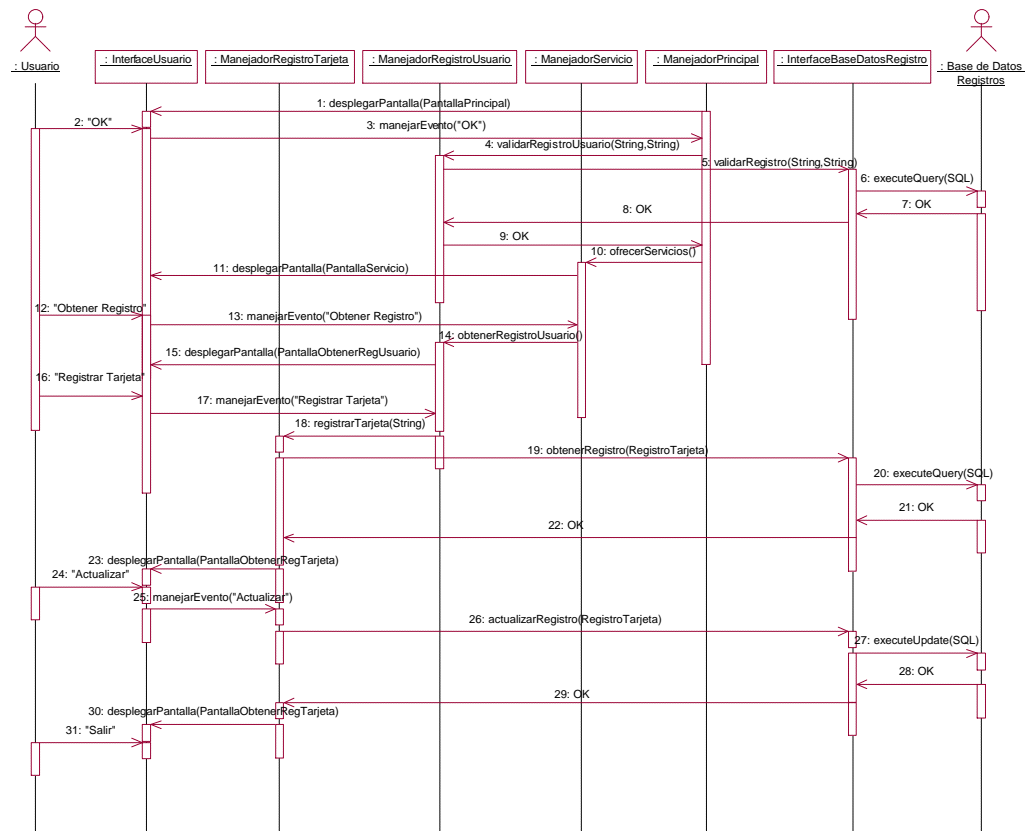 : Usuario
: InterfaceUsuario
: ManejadorRegistroTarjeta
: ManejadorRegistroUsuario
: ManejadorServicio
: ManejadorPrincipal
: InterfaceBaseDatosRegistro
: Base de Datos
Registros
1: desplegarPantalla(PantallaPrincipal)
2: "OK"
3: manejarEvento("OK")
4: validarRegistroUsuario(String,String)
5: validarRegistro(String,String)
6: executeQuery(SQL)
7: OK
8: OK
9: OK
10: ofrecerServicios()
11: desplegarPantalla(PantallaServicio)
12: "Obtener Registro"
13: manejarEvento("Obtener Registro")
14: obtenerRegistroUsuario()
15: desplegarPantalla(PantallaObtenerRegUsuario)
16: "Registrar Tarjeta"
17: manejarEvento("Registrar Tarjeta")
18: registrarTarjeta(String)
19: obtenerRegistro(RegistroTarjeta)
20: executeQuery(SQL)
21: OK
22: OK
23: desplegarPantalla(PantallaObtenerRegTarjeta)
24: "Actualizar"
25: manejarEvento("Actualizar")
26: actualizarRegistro(RegistroTarjeta)
27: executeUpdate(SQL)
28: OK
29: OK
30: desplegarPantalla(PantallaObtenerRegTarjeta)
31: "Salir"